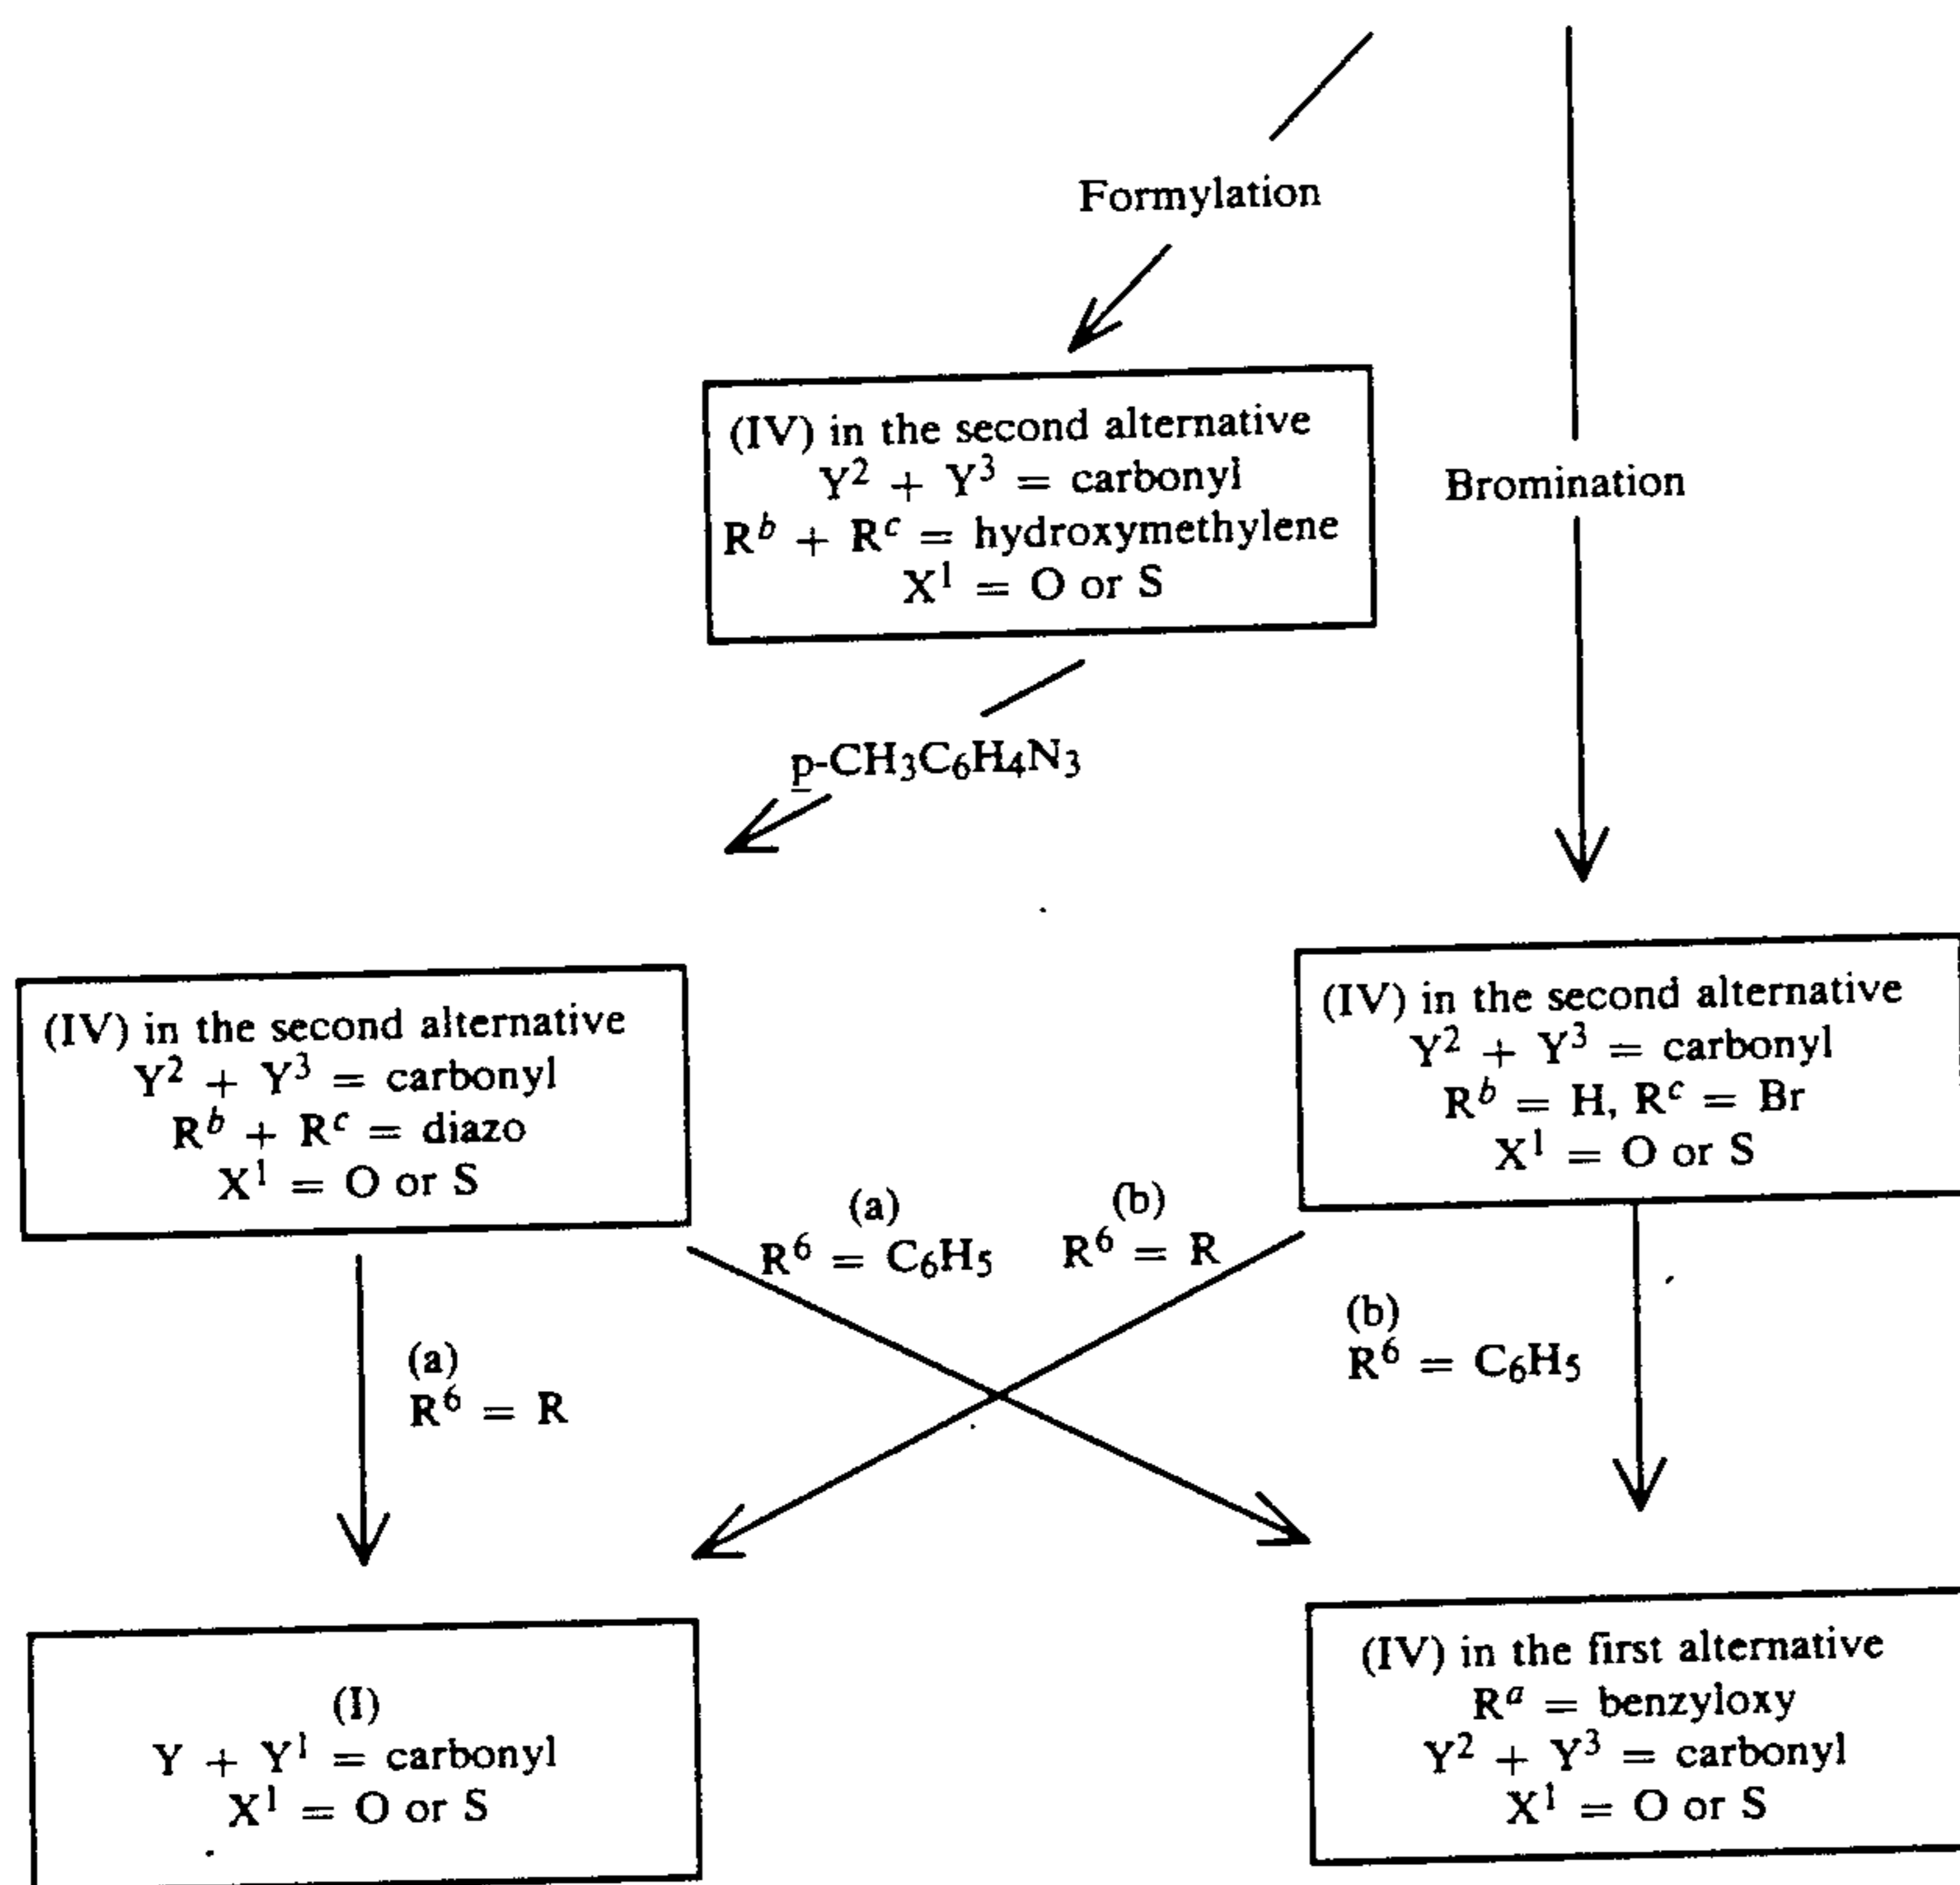 Formylation
(IV) in the second alternative
Y² + Y³ = carbonyl
Rᵇ + Rᶜ = hydroxymethylene
X¹ = O or S
Bromination
p-CH₃C₆H₄N₃
(IV) in the second alternative
Y² + Y³ = carbonyl
Rᵇ + Rᶜ = diazo
X¹ = O or S
(IV) in the second alternative
Y² + Y³ = carbonyl
Rᵇ = H, Rᶜ = Br
X¹ = O or S
(a)
R⁶ = C₆H₅
(b)
R⁶ = R
(b)
R⁶ = C₆H₅
(a)
R⁶ = R
(I)
Y + Y¹ = carbonyl
X¹ = O or S
(IV) in the first alternative
Rᵃ = benzyloxy
Y² + Y³ = carbonyl
X¹ = O or S